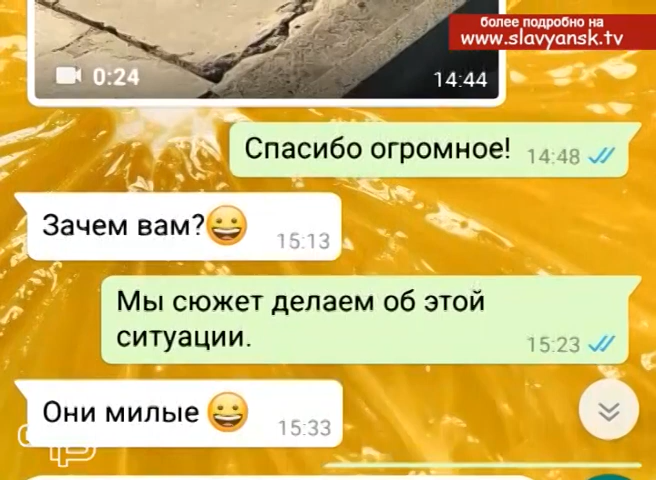 более подробно на
www.slavyansk.tv
0:24
14:44
Спасибо огромное! 14:48
Зачем вам?😀 15:13
Мы сюжет делаем об этой
ситуации. 15:23
Они милые 😀 15:33